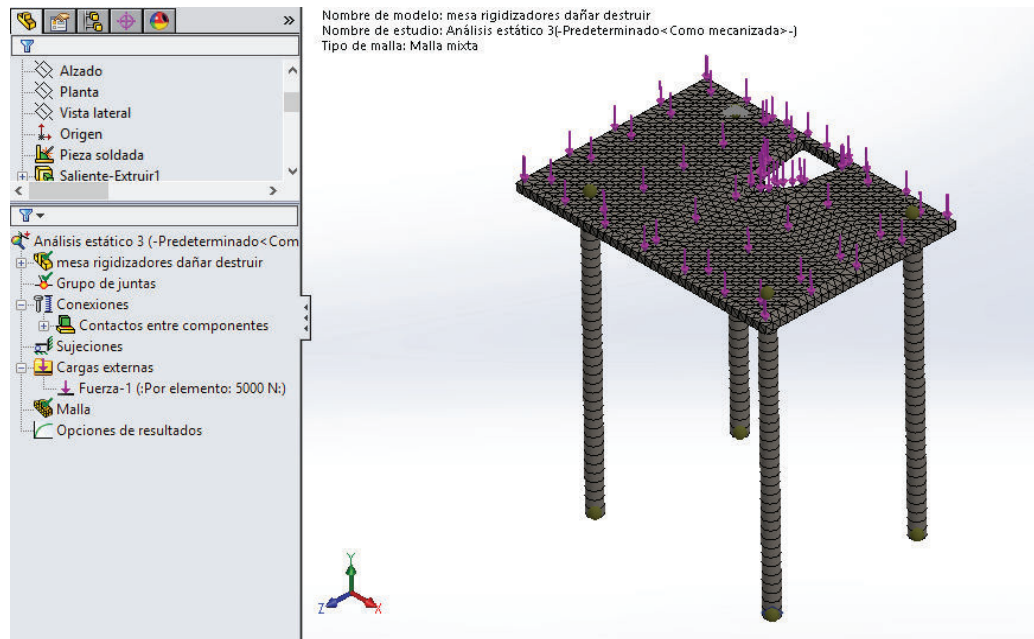 Nombre de modelo: mesa rigidizadores dañar destruir
Nombre de estudio: Análisis estático 3(-Predeterminado<Como mecanizada>-)
Tipo de malla: Malla mixta
»
Alzado
Planta
Vista lateral
Origen
Pieza soldada
Saliente-Extruir1
Análisis estático 3 (-Predeterminado<Com
mesa rigidizadores dañar destruir
Grupo de juntas
Conexiones
Contactos entre componentes
Sujeciones
Cargas externas
Fuerza-1 (:Por elemento: 5000 N:)
Malla
Opciones de resultados
Y
Z
X